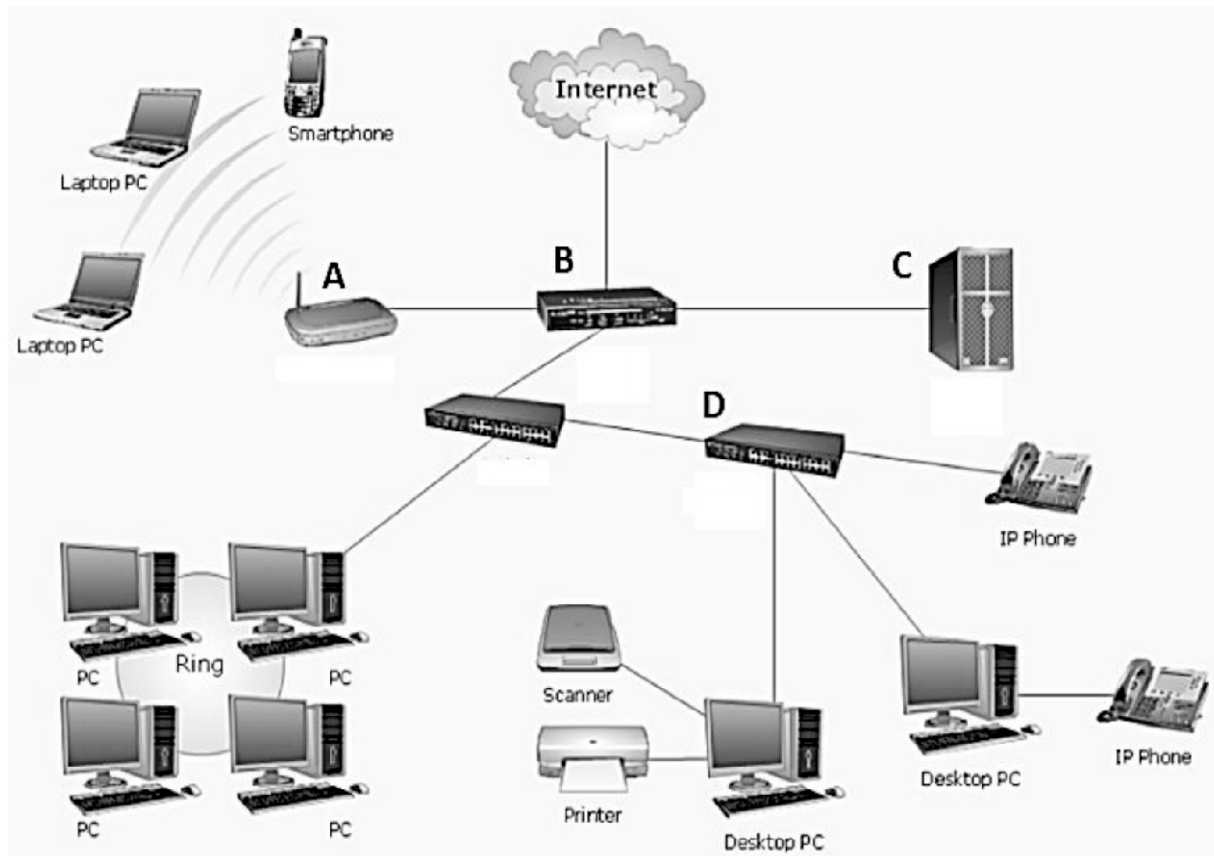 Internet
Smartphone
Laptop PC
A
B
C
Laptop PC
D
IP Phone
Ring
PC
PC
Scanner
IP Phone
Desktop PC
Printer
PC
PC
Desktop PC